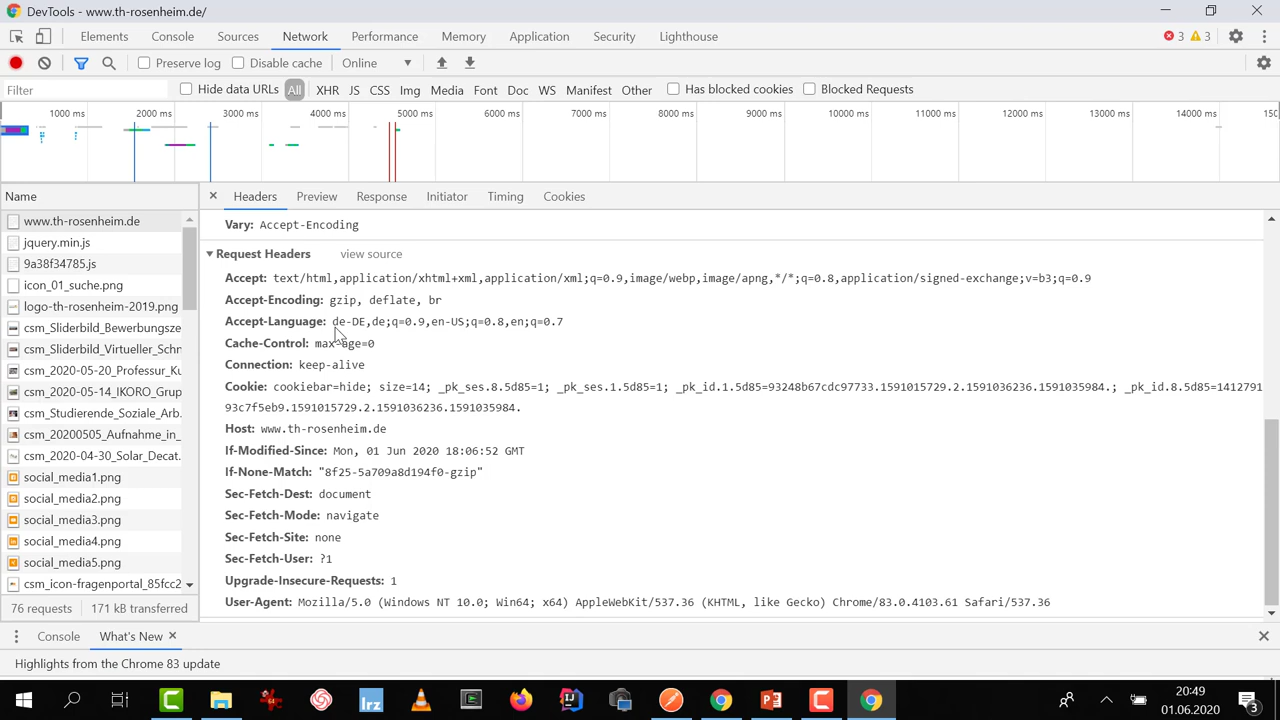 DevTools - www.th-rosenheim.de/
Elements Console Sources Network Performance Memory Application Security Lighthouse 3 3
Preserve log Disable cache Online
Filter Hide data URLs All XHR JS CSS Img Media Font Doc WS Manifest Other Has blocked cookies Blocked Requests
1000 ms 2000 ms 3000 ms 4000 ms 5000 ms 6000 ms 7000 ms 8000 ms 9000 ms 10000 ms 11000 ms 12000 ms 13000 ms 14000 ms 150
Name
www.th-rosenheim.de
jquery.min.js
9a38f34785.js
icon_01_suche.png
logo-th-rosenheim-2019.png
csm_Sliderbild_Bewerbungsze
csm_Sliderbild_Virtueller_Schn
csm_2020-05-20_Professur_Ku
csm_2020-05-14_IKORO_Grup
csm_Studierende_Soziale_Arb.
csm_20200505_Aufnahme_in_
csm_2020-04-30_Solar_Decat.
social_media1.png
social_media2.png
social_media3.png
social_media4.png
social_media5.png
csm_icon-fragenportal_85fcc2
76 requests 171 kB transferred
Headers Preview Response Initiator Timing Cookies
Vary: Accept-Encoding
Request Headers view source
Accept: text/html,application/xhtml+xml,application/xml;q=0.9,image/webp,image/apng,*/*;q=0.8,application/signed-exchange;v=b3;q=0.9
Accept-Encoding: gzip, deflate, br
Accept-Language: de-DE,de;q=0.9,en-US;q=0.8,en;q=0.7
Cache-Control: max-age=0
Connection: keep-alive
Cookie: cookiebar=hide; size=14; _pk_ses.8.5d85=1; _pk_ses.1.5d85=1; _pk_id.1.5d85=93248b67cdc97733.1591015729.2.1591036236.1591035984.; _pk_id.8.5d85=1412791
93c7f5eb9.1591015729.2.1591036236.1591035984.
Host: www.th-rosenheim.de
If-Modified-Since: Mon, 01 Jun 2020 18:06:52 GMT
If-None-Match: "8f25-5a709a8d194f0-gzip"
Sec-Fetch-Dest: document
Sec-Fetch-Mode: navigate
Sec-Fetch-Site: none
Sec-Fetch-User: ?1
Upgrade-Insecure-Requests: 1
User-Agent: Mozilla/5.0 (Windows NT 10.0; Win64; x64) AppleWebKit/537.36 (KHTML, like Gecko) Chrome/83.0.4103.61 Safari/537.36
Console What's New
Highlights from the Chrome 83 update
lrz
20:49
01.06.2020
3